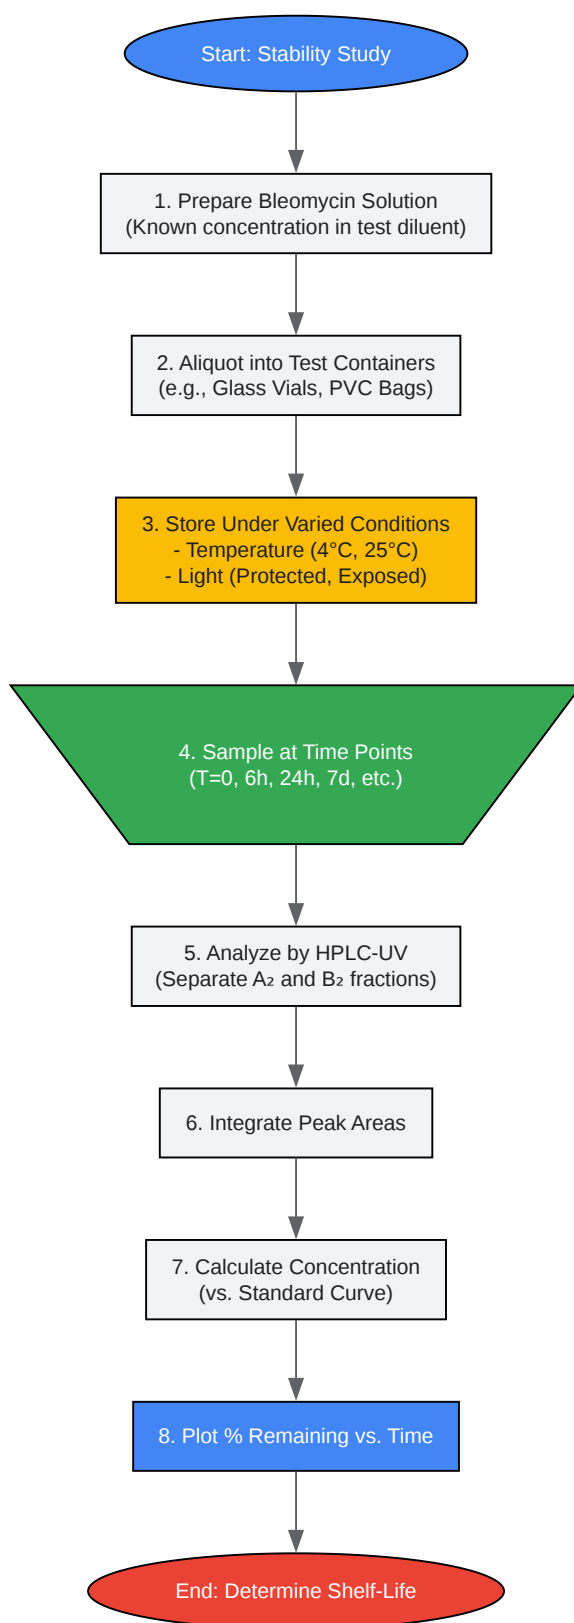 Start: Stability Study
1. Prepare Bleomycin Solution
(Known concentration in test diluent)
2. Aliquot into Test Containers
(e.g., Glass Vials, PVC Bags)
3. Store Under Varied Conditions
- Temperature (4°C, 25°C)
- Light (Protected, Exposed)
4. Sample at Time Points
(T=0, 6h, 24h, 7d, etc.)
5. Analyze by HPLC-UV
(Separate A₂ and B₂ fractions)
6. Integrate Peak Areas
7. Calculate Concentration
(vs. Standard Curve)
8. Plot % Remaining vs. Time
End: Determine Shelf-Life